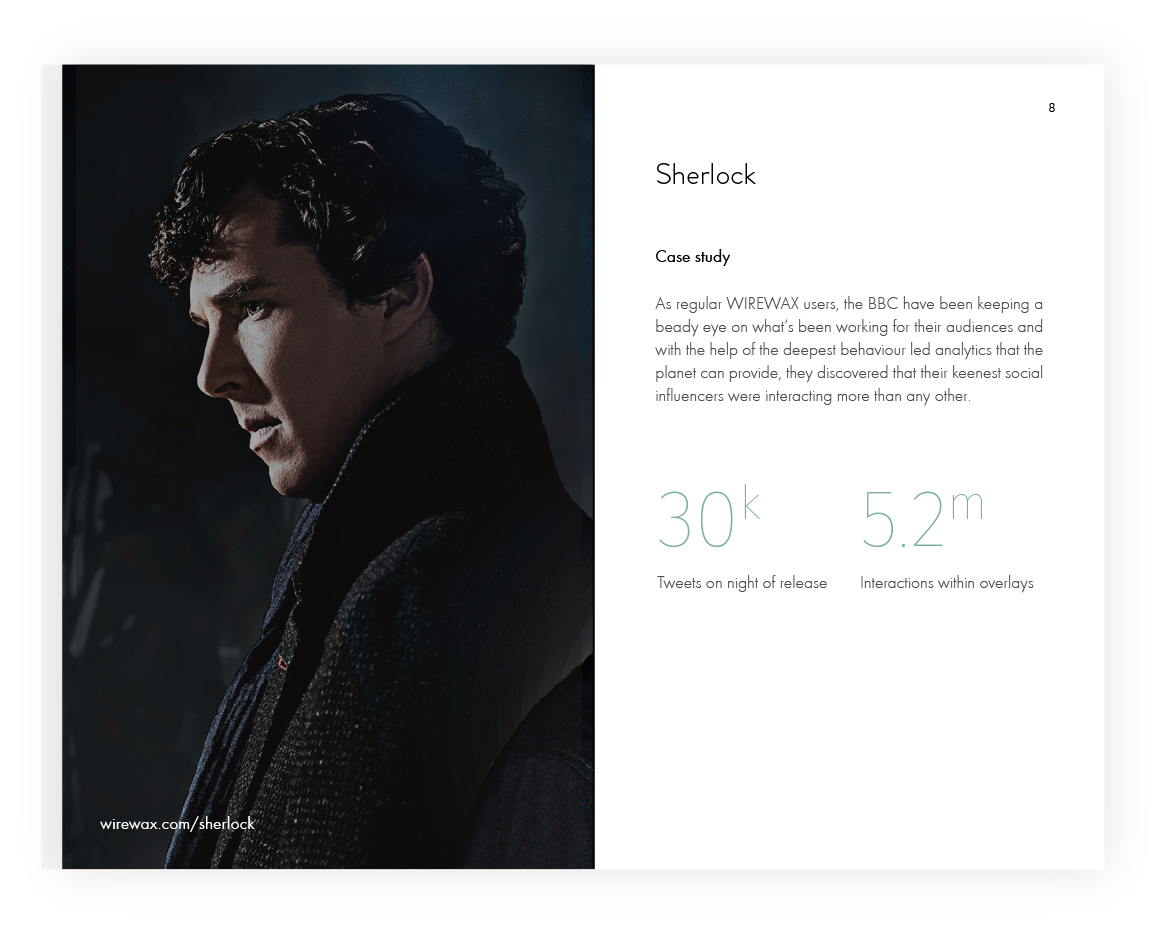 8
Sherlock
Case study
As regular WIREWAX users, the BBC have been keeping a
beady eye on what's been working for their audiences and
with the help of the deepest behaviour led analytics that the
planet can provide, they discovered that their keenest social
influencers were interacting more than any other.
30k 5.2m
Tweets on night of release Interactions within overlays
wirewax.com/sherlock